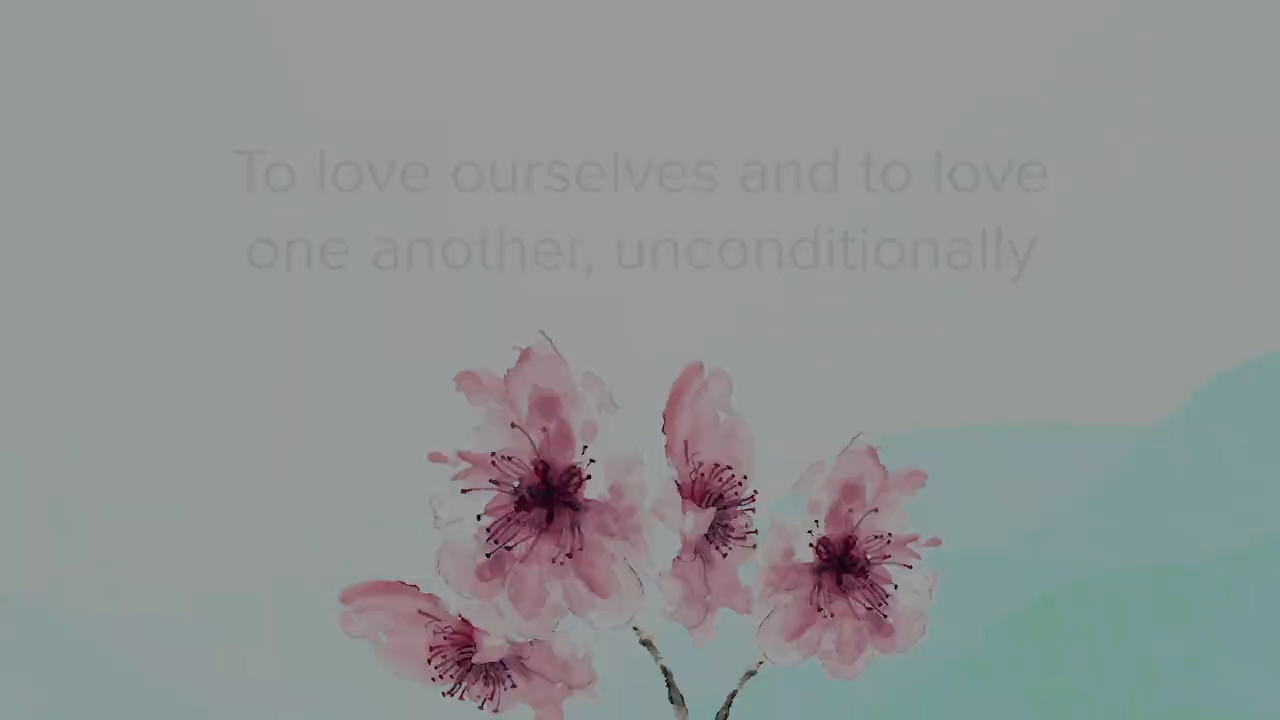 To love ourselves and to love
one another, unconditionally